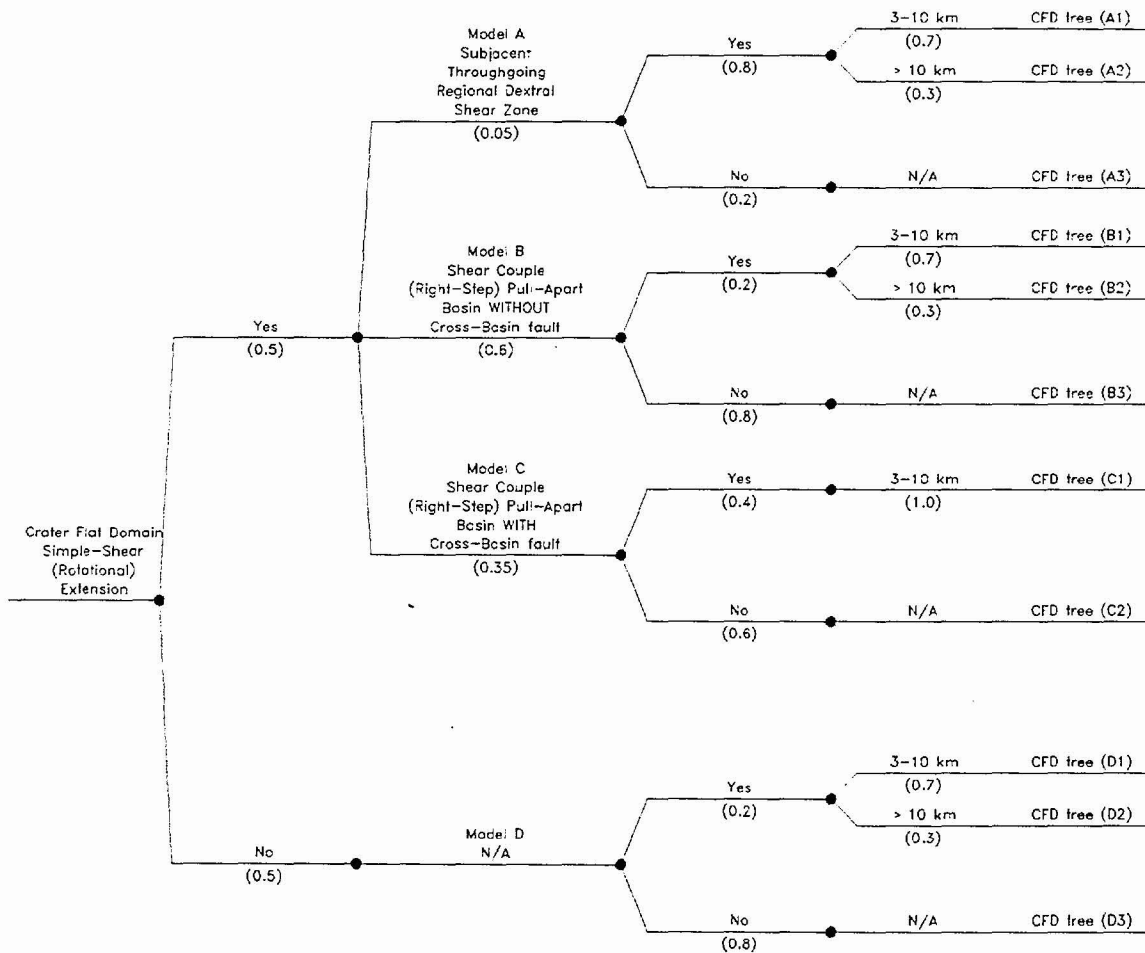 Model A
Subjacent
Throughgoing
Regional Dextral
Shear Zone
(0.05)
Yes
(0.8)
3-10 km
(0.7)
CFD tree (A1)
> 10 km
(0.3)
CFD tree (A2)
No
(0.2)
N/A
CFD tree (A3)
Model B
Shear Couple
(Right-Step) Pull-Apart
Basin WITHOUT
Cross-Basin fault
(0.6)
Yes
(0.2)
3-10 km
(0.7)
CFD tree (B1)
> 10 km
(0.3)
CFD tree (B2)
Yes
(0.5)
No
(0.8)
N/A
CFD tree (B3)
Model C
Shear Couple
(Right-Step) Pull-Apart
Basin WITH
Cross-Basin fault
(0.35)
Yes
(0.4)
3-10 km
(1.0)
CFD tree (C1)
No
(0.6)
N/A
CFD tree (C2)
Crater Flat Domain
Simple-Shear
(Rotational)
Extension
No
(0.5)
Model D
N/A
Yes
(0.2)
3-10 km
(0.7)
CFD tree (D1)
> 10 km
(0.3)
CFD tree (D2)
No
(0.8)
N/A
CFD tree (D3)